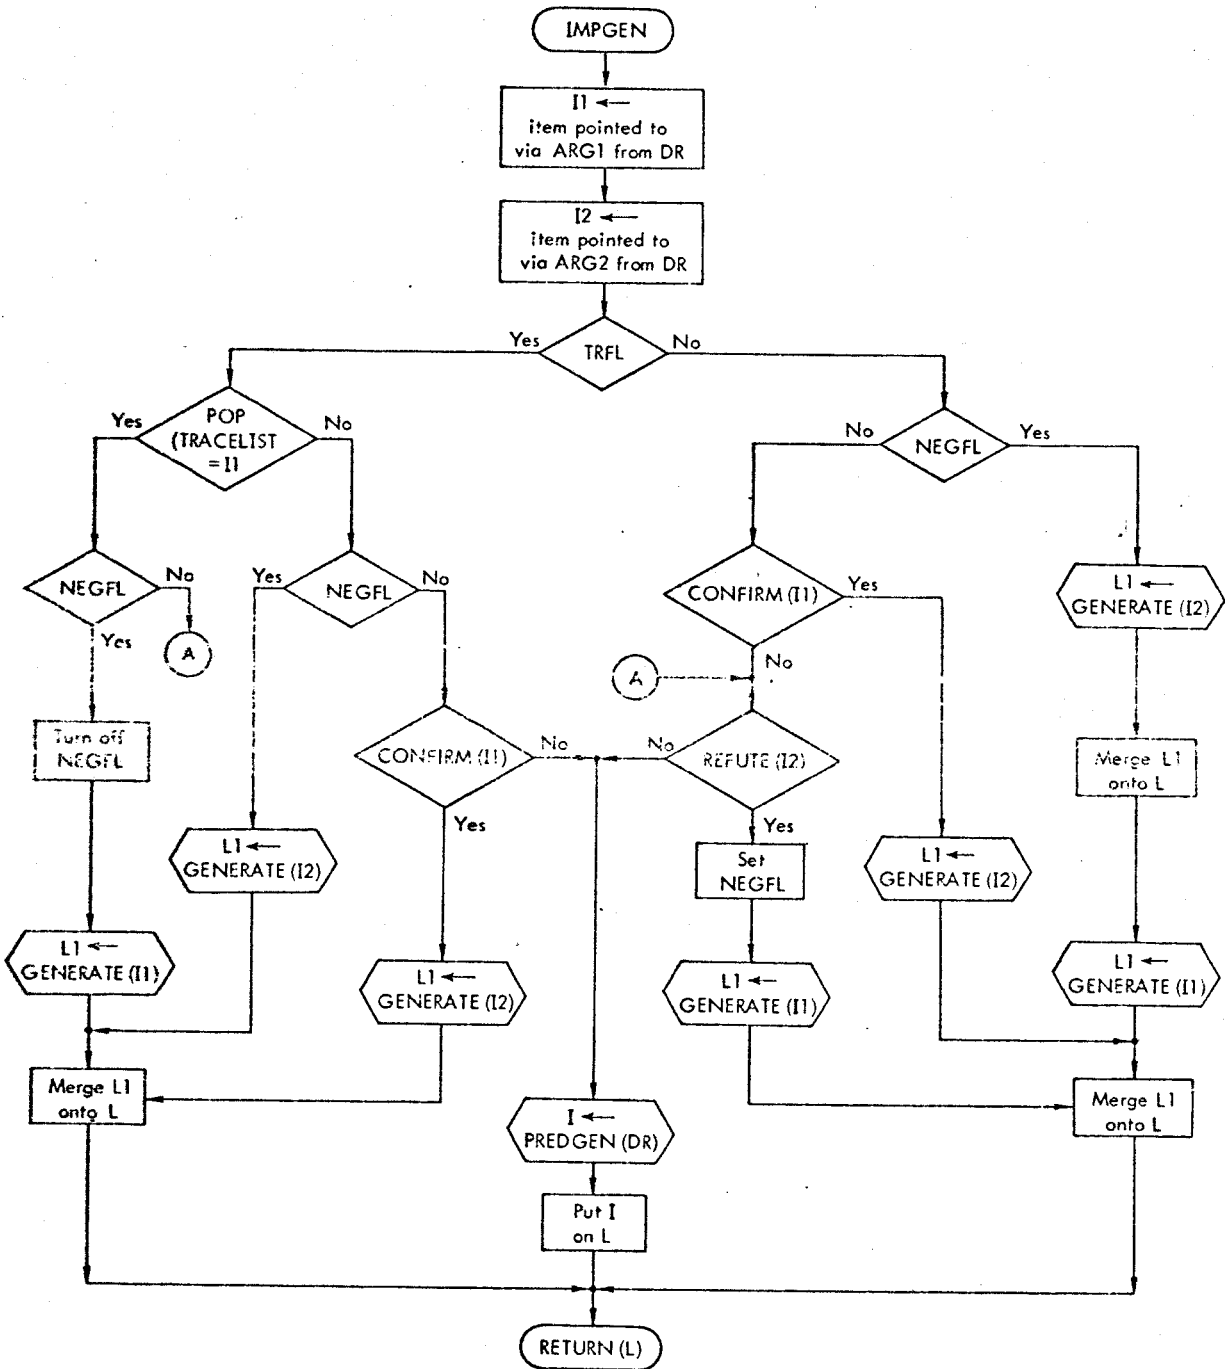 IMPGEN
I1 ←
item pointed to
via ARG1 from DR
I2 ←
item pointed to
via ARG2 from DR
Yes
TRFL
No
Yes
POP
(TRACELIST
= I1
No
No
NEGFL
Yes
NEGFL
No
Yes
A
Yes
NEGFL
No
CONFIRM (I1)
Yes
No
L1 ←
GENERATE (I2)
A
Turn off
NEGFL
CONFIRM (I1)
No
Yes
No
REFUTE (I2)
Yes
Merge L1
onto L
L1 ←
GENERATE (I2)
Set
NEGFL
L1 ←
GENERATE (I2)
L1 ←
GENERATE (I1)
L1 ←
GENERATE (I2)
L1 ←
GENERATE (I1)
L1 ←
GENERATE (I1)
Merge L1
onto L
I ←
PREDGEN (DR)
Merge L1
onto L
Put I
on L
RETURN (L)